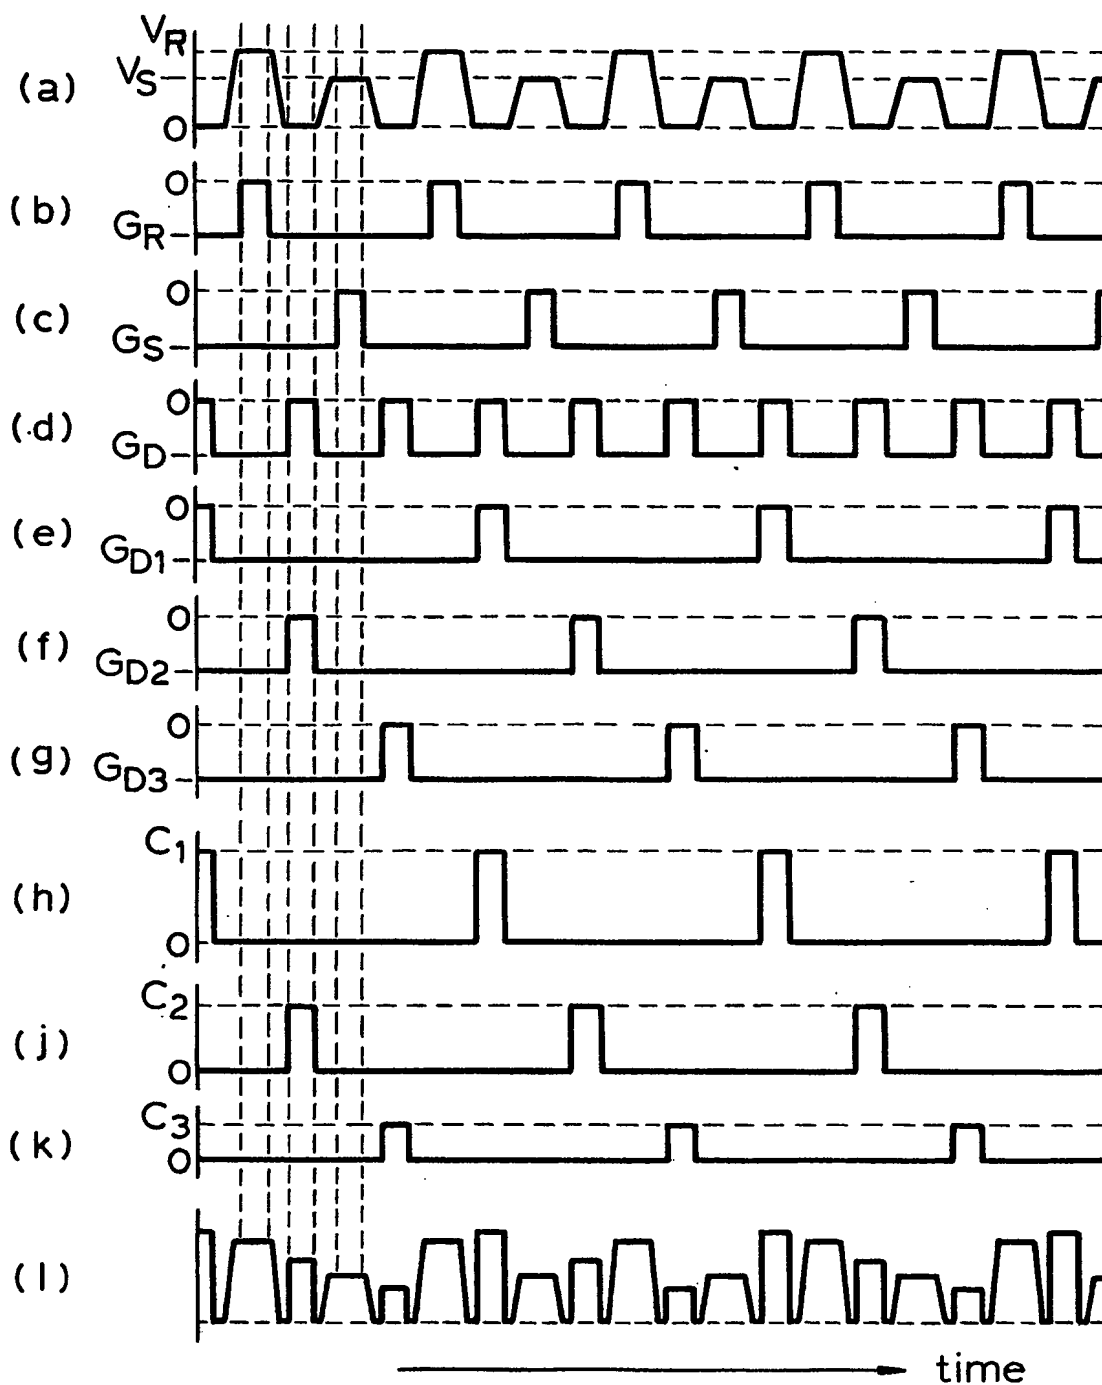 V_R
(a) V_S
0
0
(b) G_R
0
(c) G_S
0
(d) G_D
0
(e) G_D1
0
(f) G_D2
0
(g) G_D3
C_1
(h)
0
C_2
(j)
0
C_3
(k)
0
(l)
time